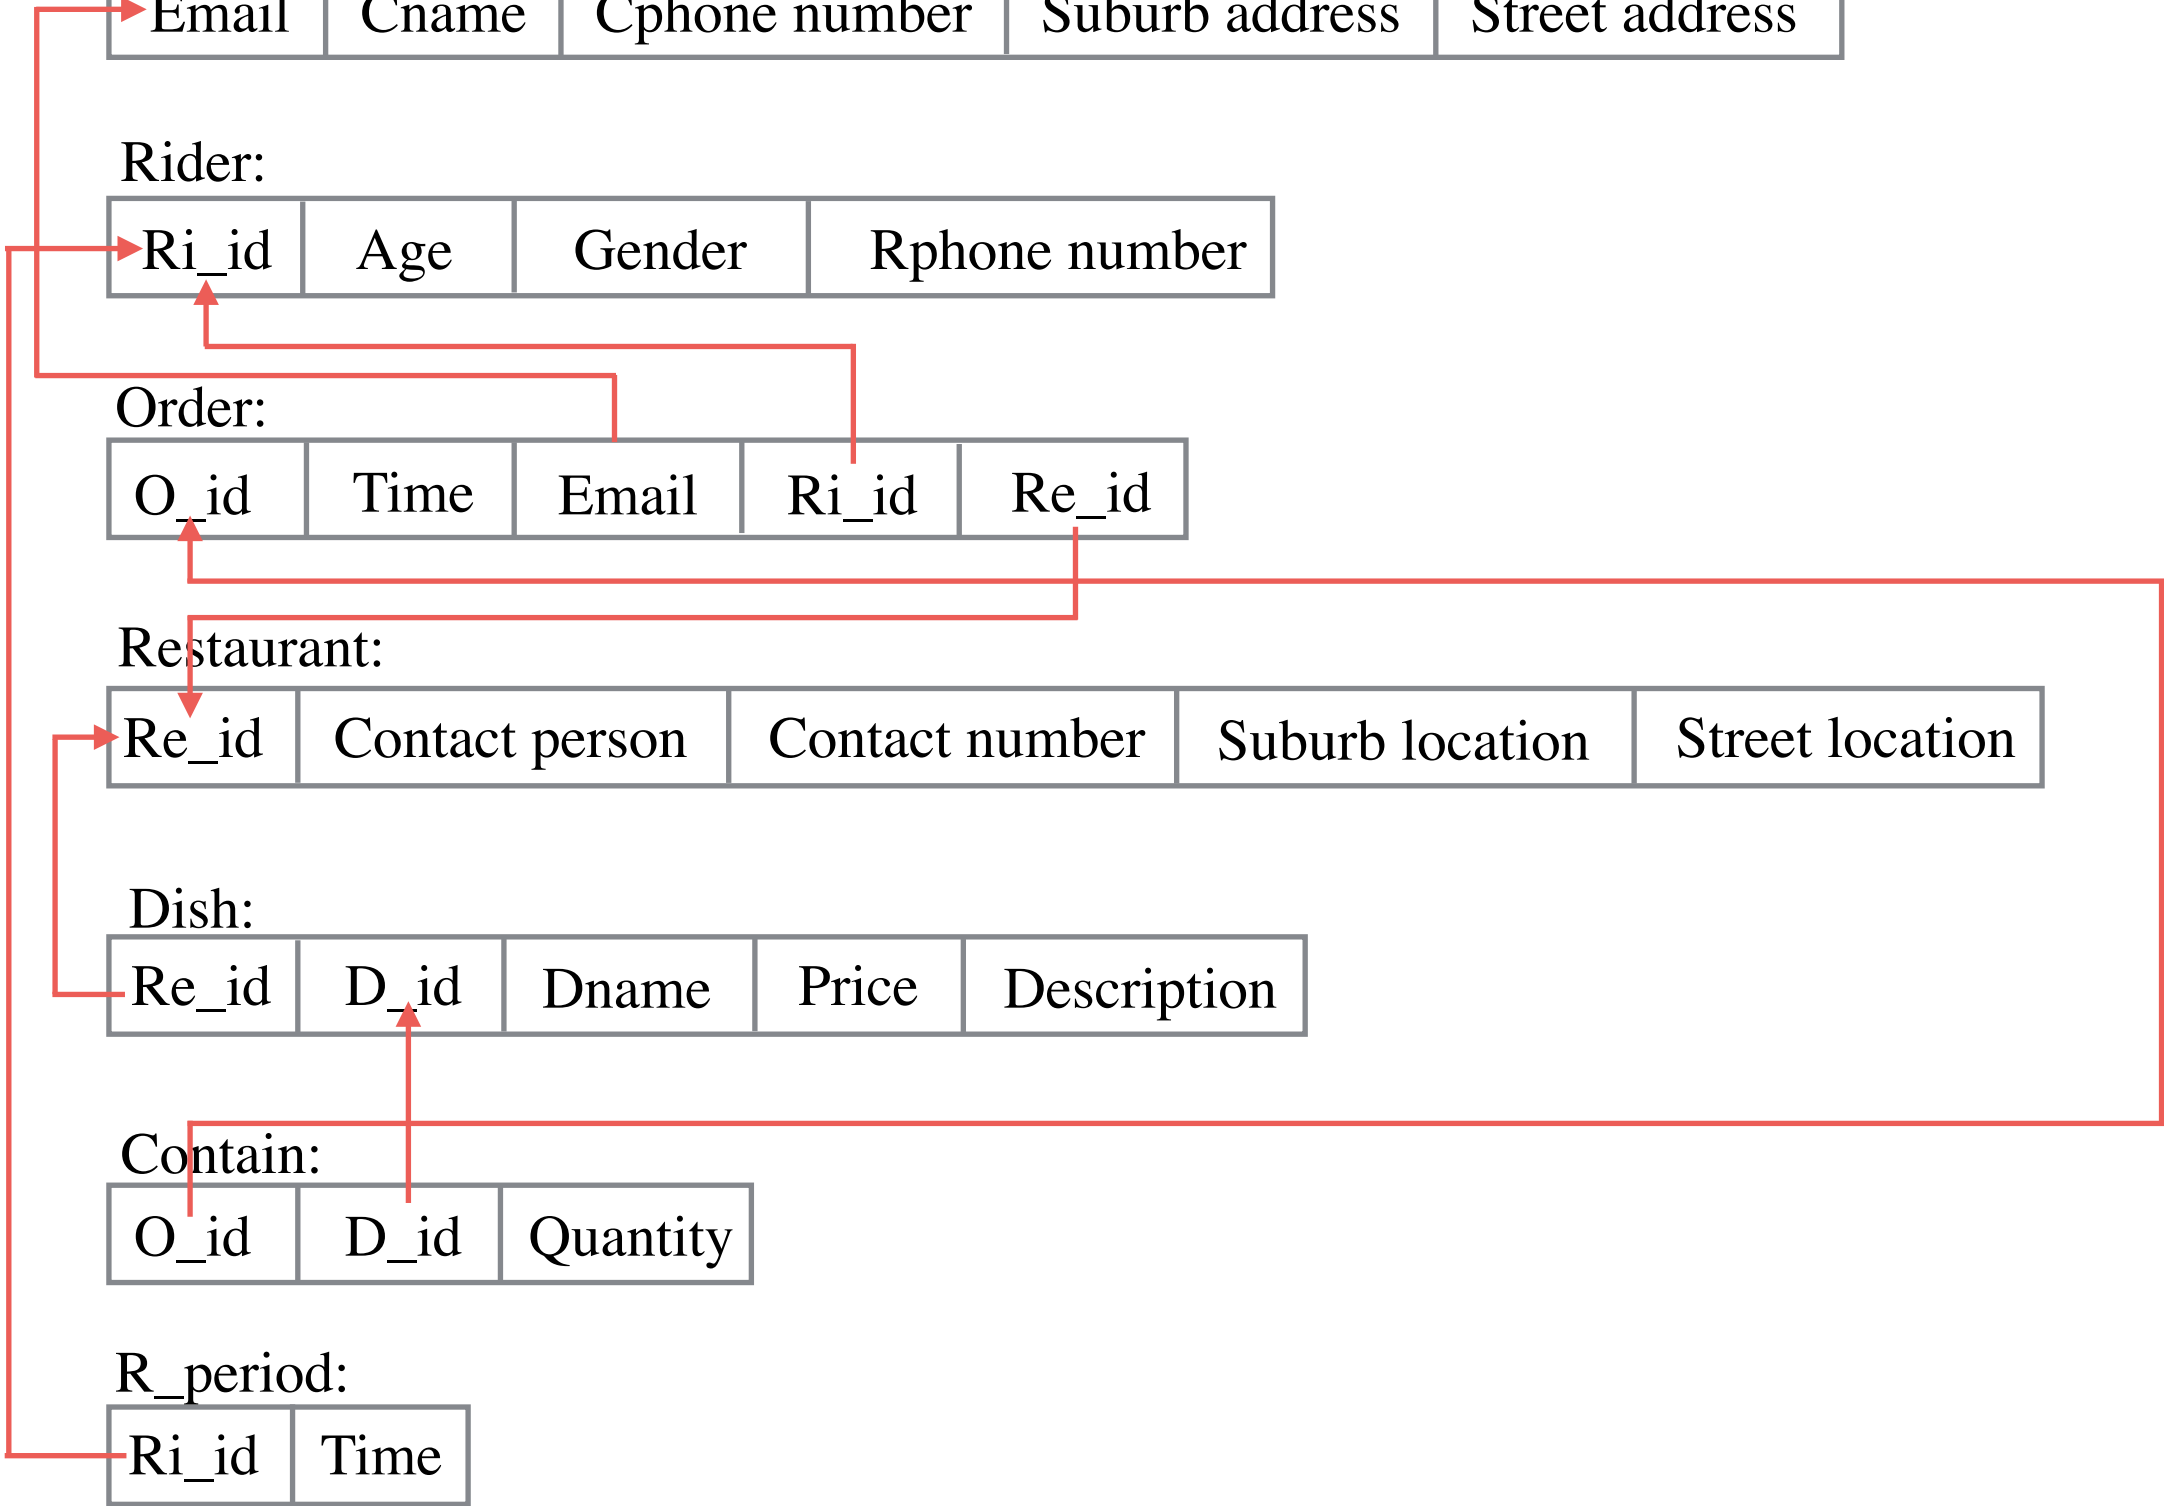 Email Cname Cphone number Suburb address Street address
Rider:
Ri_id Age Gender Rphone number
Order:
O_id Time Email Ri_id Re_id
Restaurant:
Re_id Contact person Contact number Suburb location Street location
Dish:
Re_id D_id Dname Price Description
Contain:
O_id D_id Quantity
R_period:
Ri_id Time